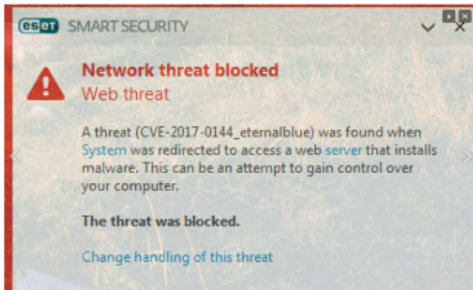 eseT SMART SECURITY
Network threat blocked
Web threat
A threat (CVE-2017-0144_eternalblue) was found when
System was redirected to access a web server that installs
malware. This can be an attempt to gain control over
your computer.
The threat was blocked.
Change handling of this threat